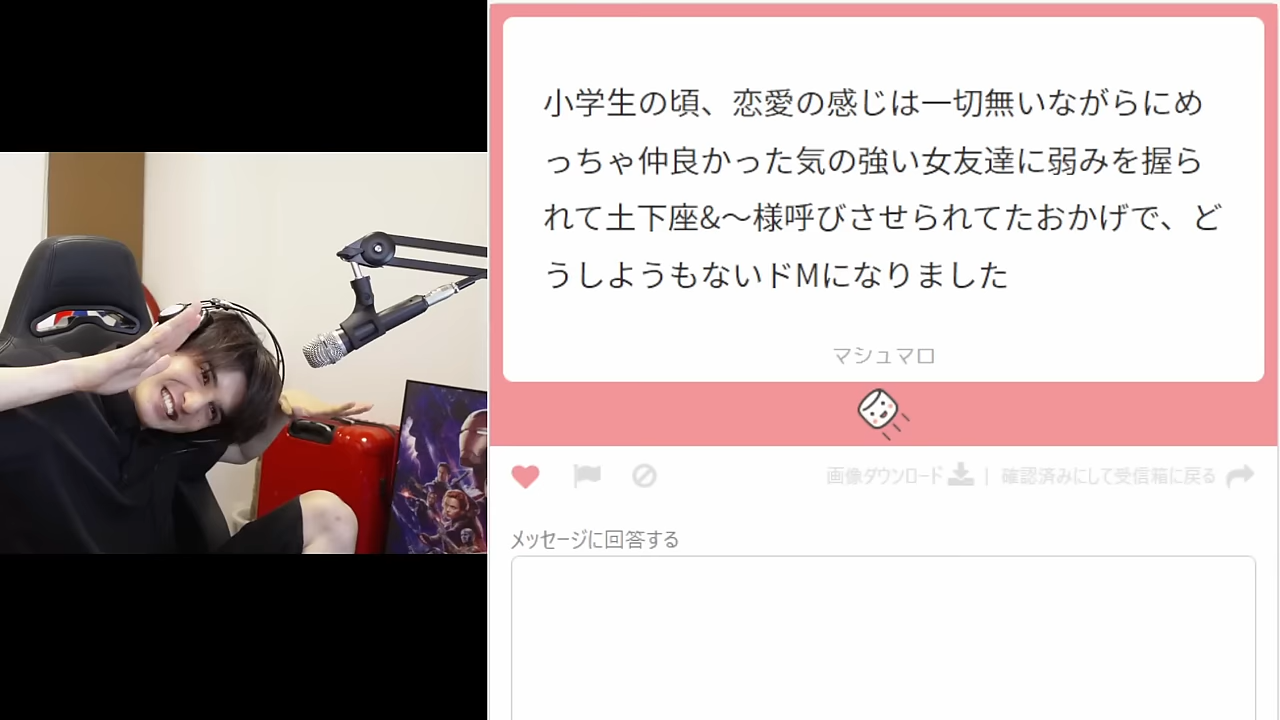 小学生の頃、恋愛の感じは一切無いながらにめ
っちゃ仲良かった気の強い女友達に弱みを握ら
れて土下座&〜様呼びさせられてたおかげで、ど
うしようもないドMになりました
マシュマロ
画像ダウンロード | 確認済みにして受信箱に戻る
メッセージに回答する